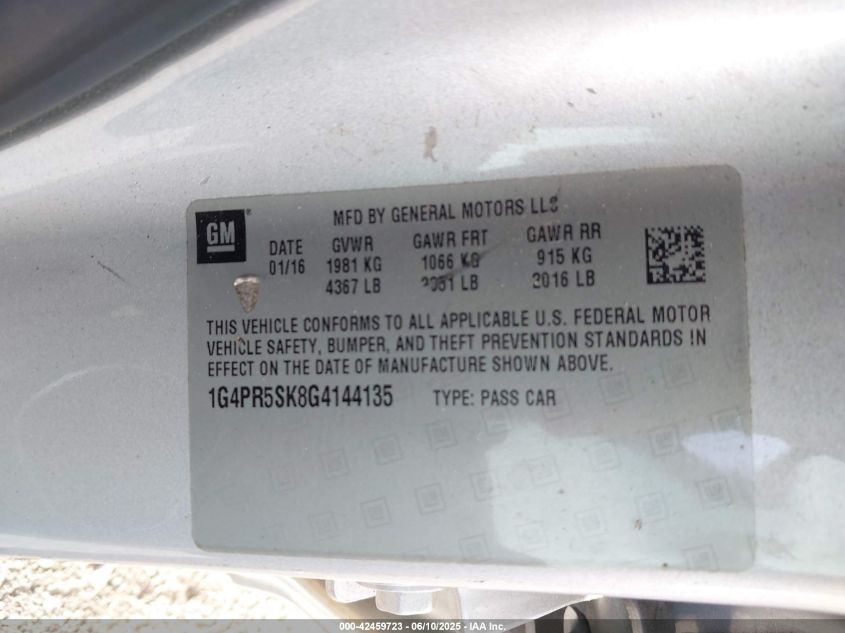 GM ®
MFD BY GENERAL MOTORS LLC
DATE GVWR GAWR FRT GAWR RR
01/16 1981 KG 1066 KG 915 KG
4367 LB LB 2016 LB
THIS VEHICLE CONFORMS TO ALL APPLICABLE U.S. FEDERAL MOTOR
VEHICLE SAFETY, BUMPER, AND THEFT PREVENTION STANDARDS IN
EFFECT ON THE DATE OF MANUFACTURE SHOWN ABOVE.
1G4PR5SK8G4144135 TYPE: PASS CAR
000-42459723 - 06/10/2025 - IAA Inc.